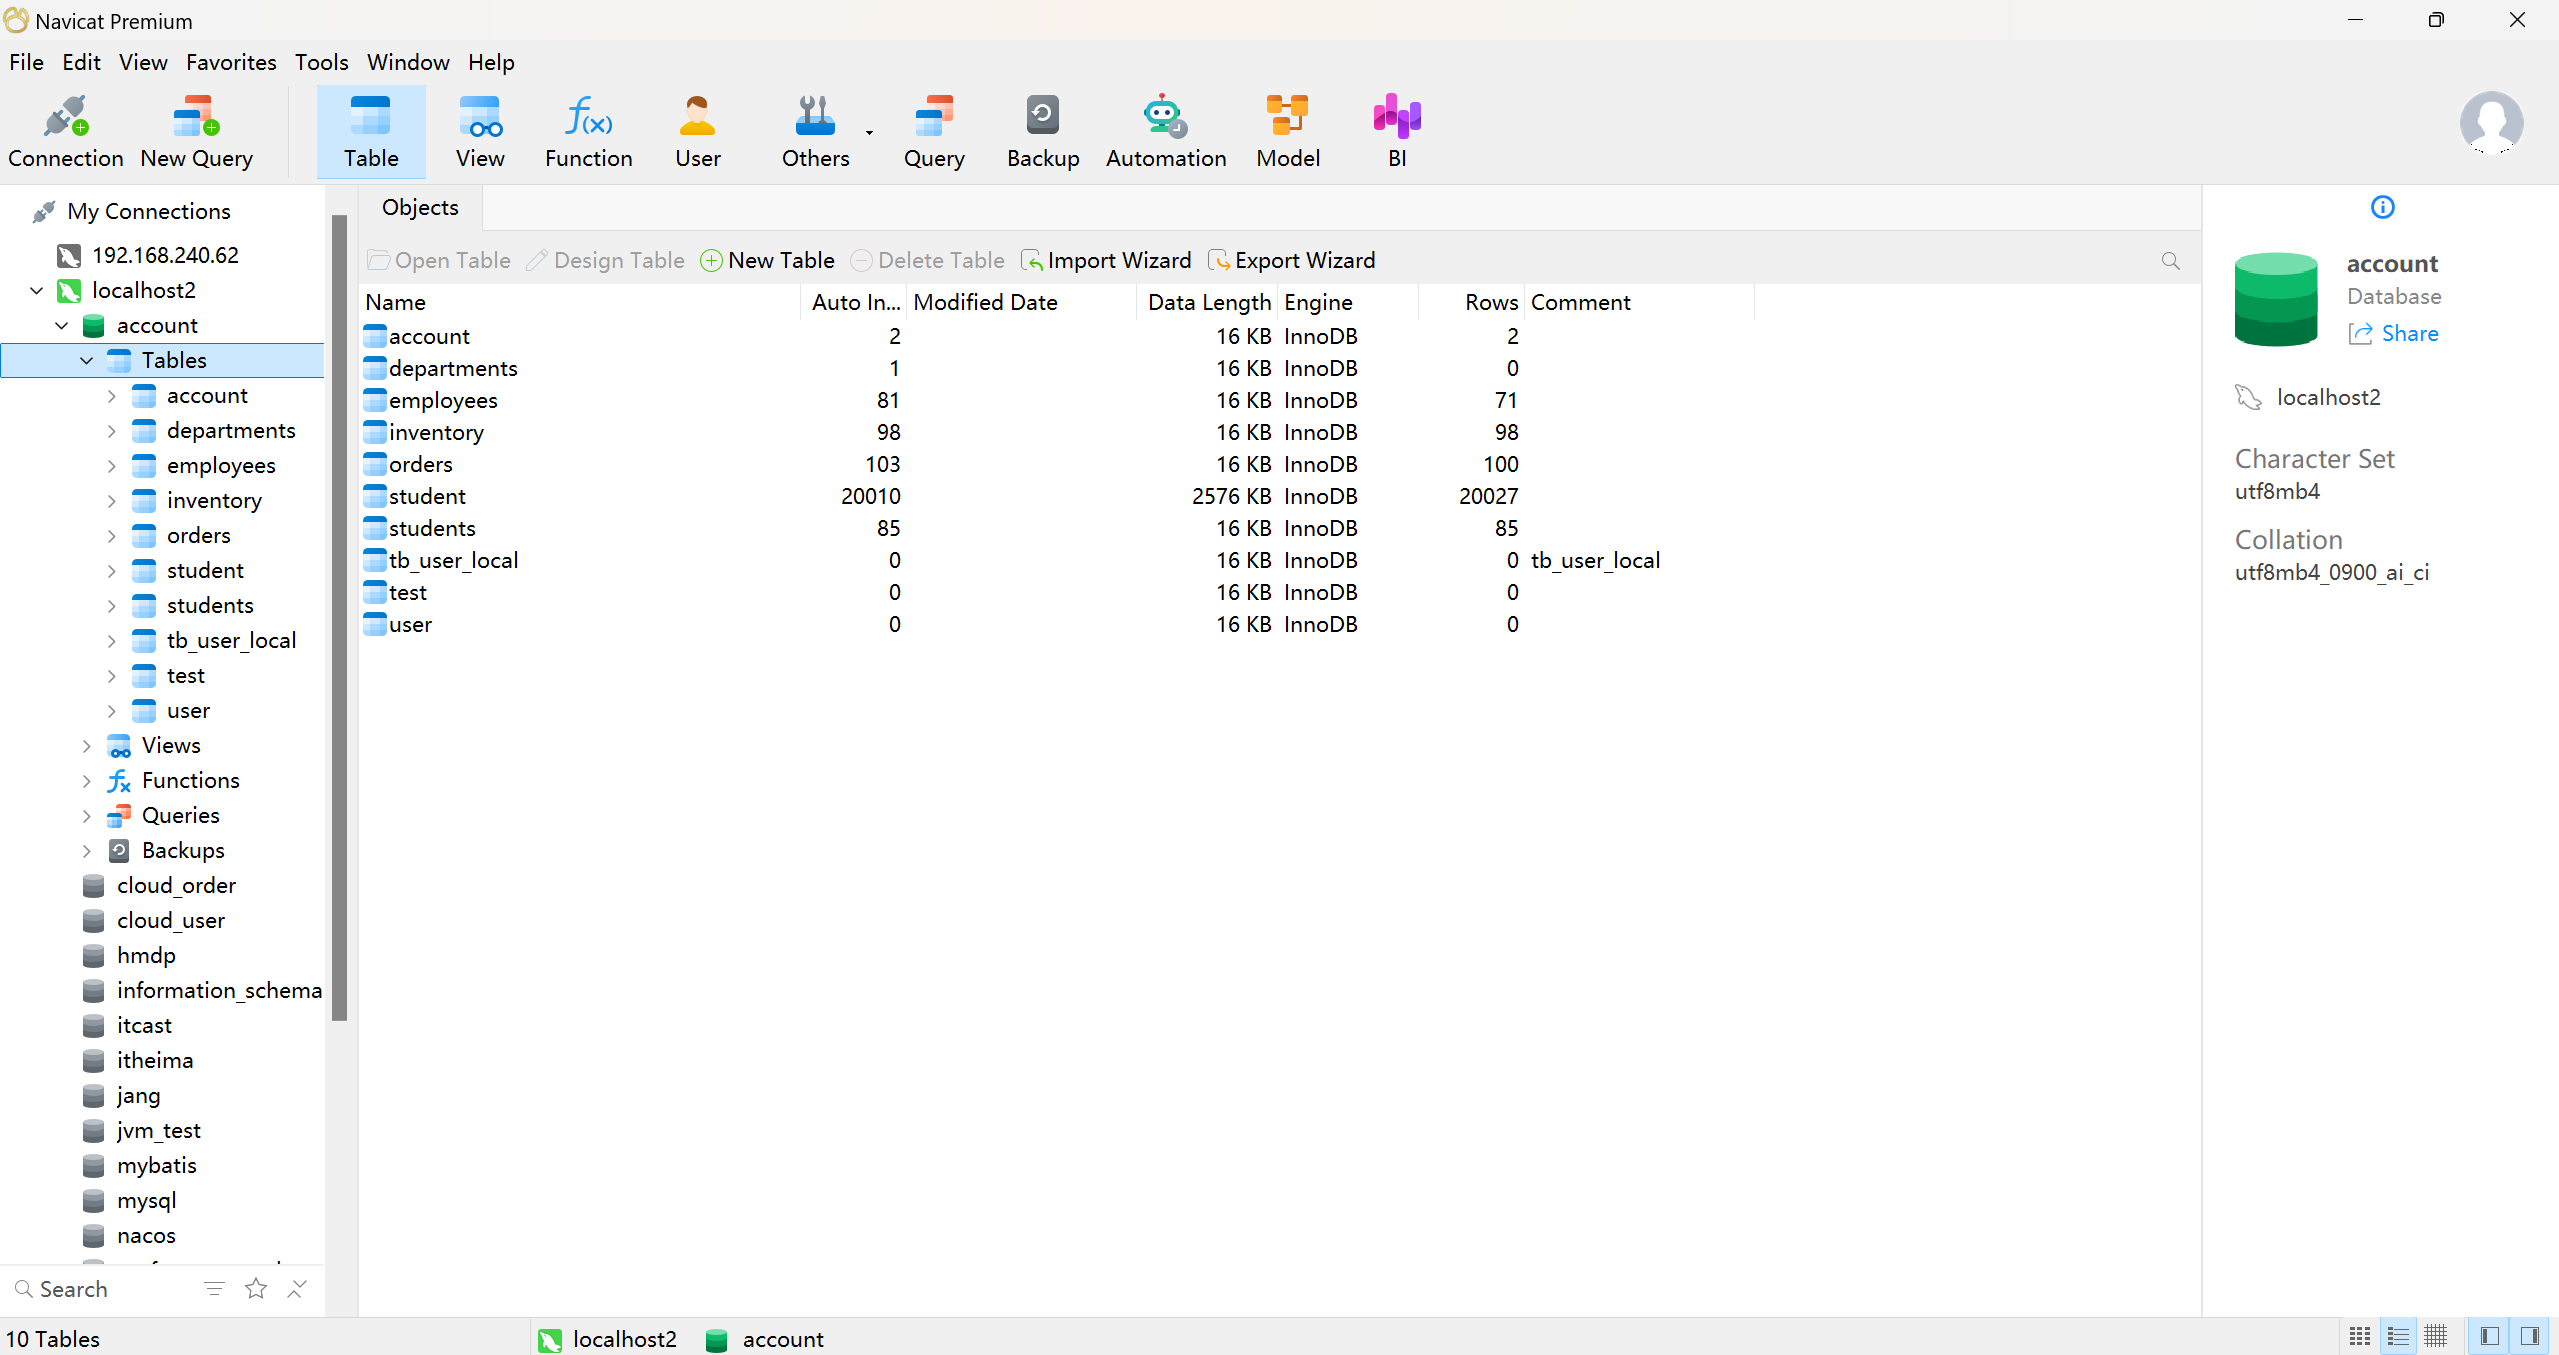 Navicat Premium
File Edit View Favorites Tools Window Help
Connection New Query Table View Function User Others Query Backup Automation Model BI
My Connections
192.168.240.62
localhost2
account
Tables
account
departments
employees
inventory
orders
student
students
tb_user_local
test
user
Views
Functions
Queries
Backups
cloud_order
cloud_user
hmdp
information_schema
itcast
itheima
jang
jvm_test
mybatis
mysql
nacos
Search
Objects
Open Table Design Table New Table Delete Table Import Wizard Export Wizard
Name Auto In... Modified Date Data Length Engine Rows Comment
account 2 16 KB InnoDB 2
departments 1 16 KB InnoDB 0
employees 81 16 KB InnoDB 71
inventory 98 16 KB InnoDB 98
orders 103 16 KB InnoDB 100
student 20010 2576 KB InnoDB 20027
students 85 16 KB InnoDB 85
tb_user_local 0 16 KB InnoDB 0 tb_user_local
test 0 16 KB InnoDB 0
user 0 16 KB InnoDB 0
account
Database
Share
localhost2
Character Set
utf8mb4
Collation
utf8mb4_0900_ai_ci
10 Tables localhost2 account